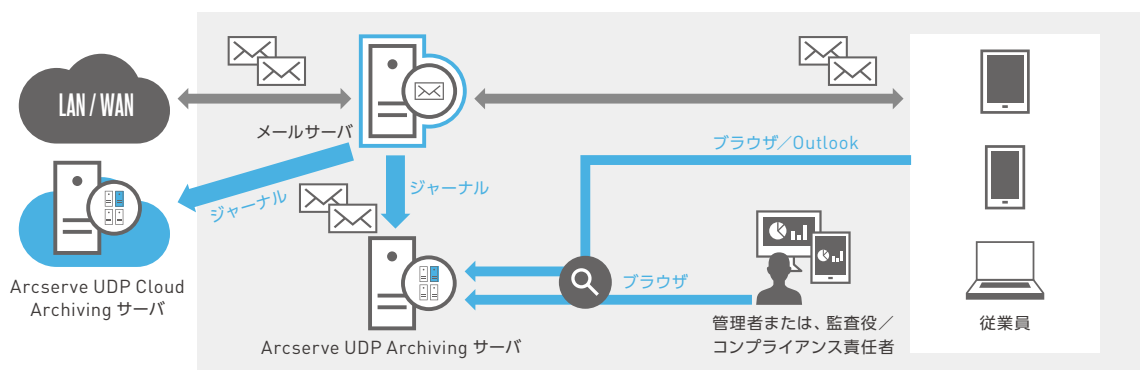 LAN / WAN
メールサーバ
ブラウザ／Outlook
ジャーナル
ジャーナル
Arcserve UDP Cloud
Archiving サーバ
ブラウザ
管理者または、監査役／
コンプライアンス責任者
従業員
Arcserve UDP Archiving サーバ